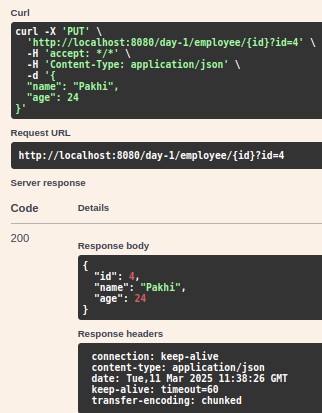 Curl
curl -X 'PUT' \
'http://localhost:8080/day-1/employee/{id}?id=4' \
-H 'accept: */*' \
-H 'Content-Type: application/json' \
-d '{
"name": "Pakhi",
"age": 24
}'
Request URL
http://localhost:8080/day-1/employee/{id}?id=4
Server response
Code Details
200
Response body
{
"id": 4,
"name": "Pakhi",
"age": 24
}
Response headers
connection: keep-alive
content-type: application/json
date: Tue,11 Mar 2025 11:38:26 GMT
keep-alive: timeout=60
transfer-encoding: chunked